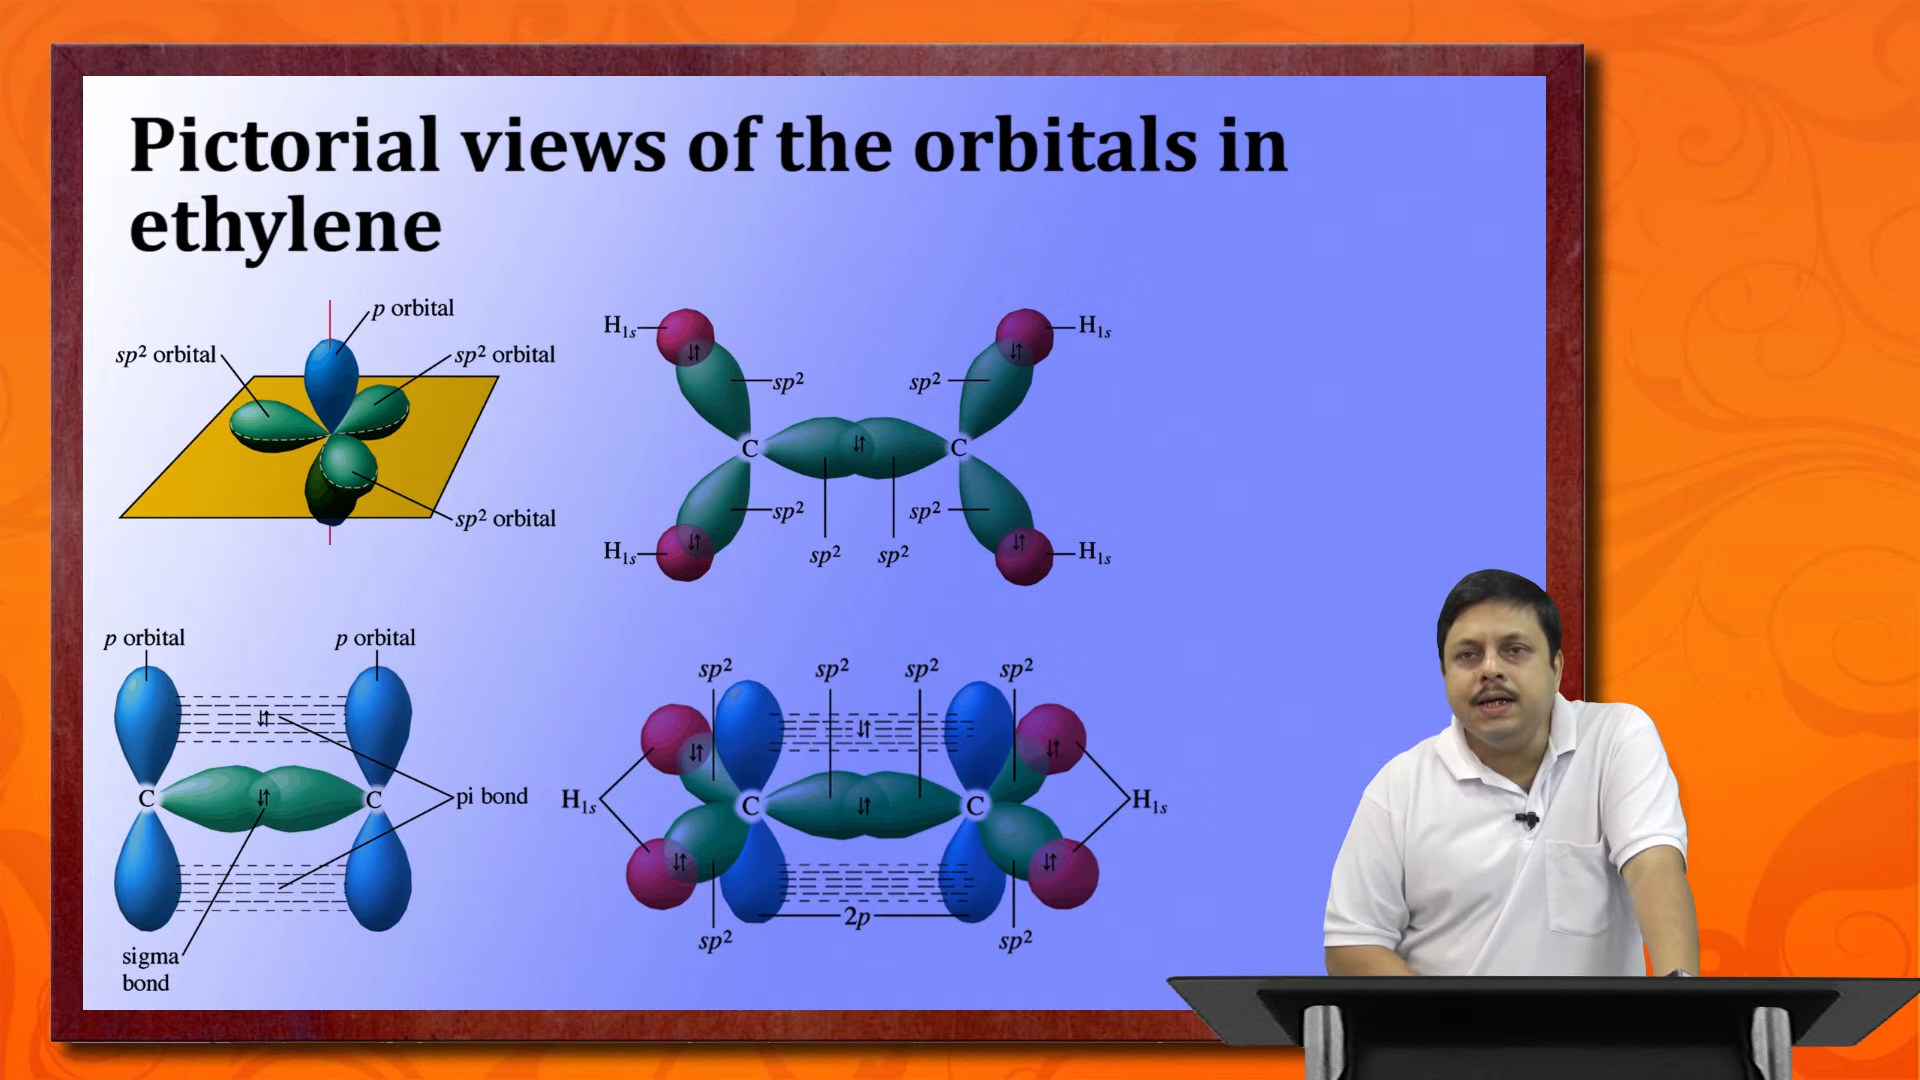 Pictorial views of the orbitals in
ethylene
p orbital
sp² orbital
sp² orbital
sp² orbital
H₁ₛ
H₁ₛ
sp²
sp²
C
C
sp²
sp²
H₁ₛ
sp²
sp²
H₁ₛ
p orbital
p orbital
C
C
pi bond
sigma
bond
sp²
sp²
sp²
sp²
H₁ₛ
C
C
H₁ₛ
2p
sp²
sp²